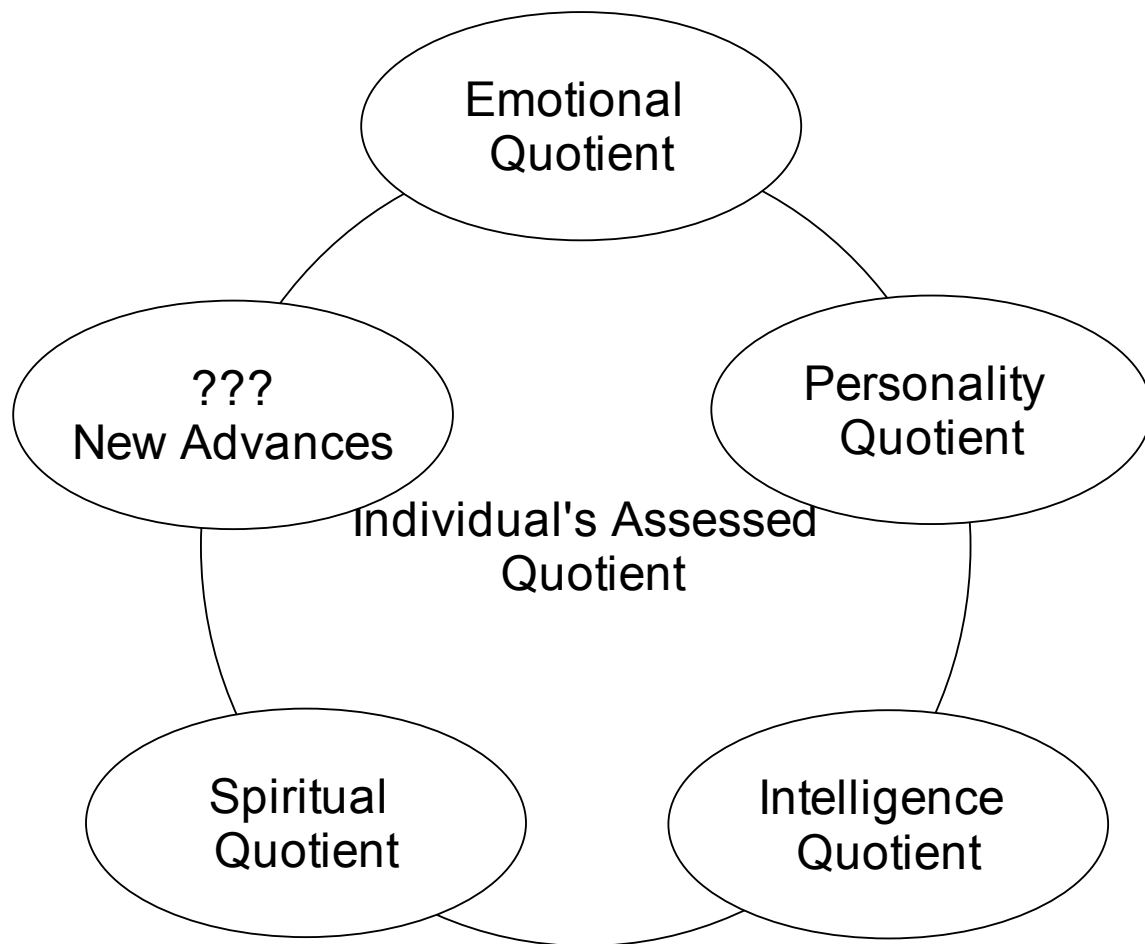 Emotional
Quotient
???
New Advances
Personality
Quotient
Individual's Assessed
Quotient
Spiritual
Quotient
Intelligence
Quotient